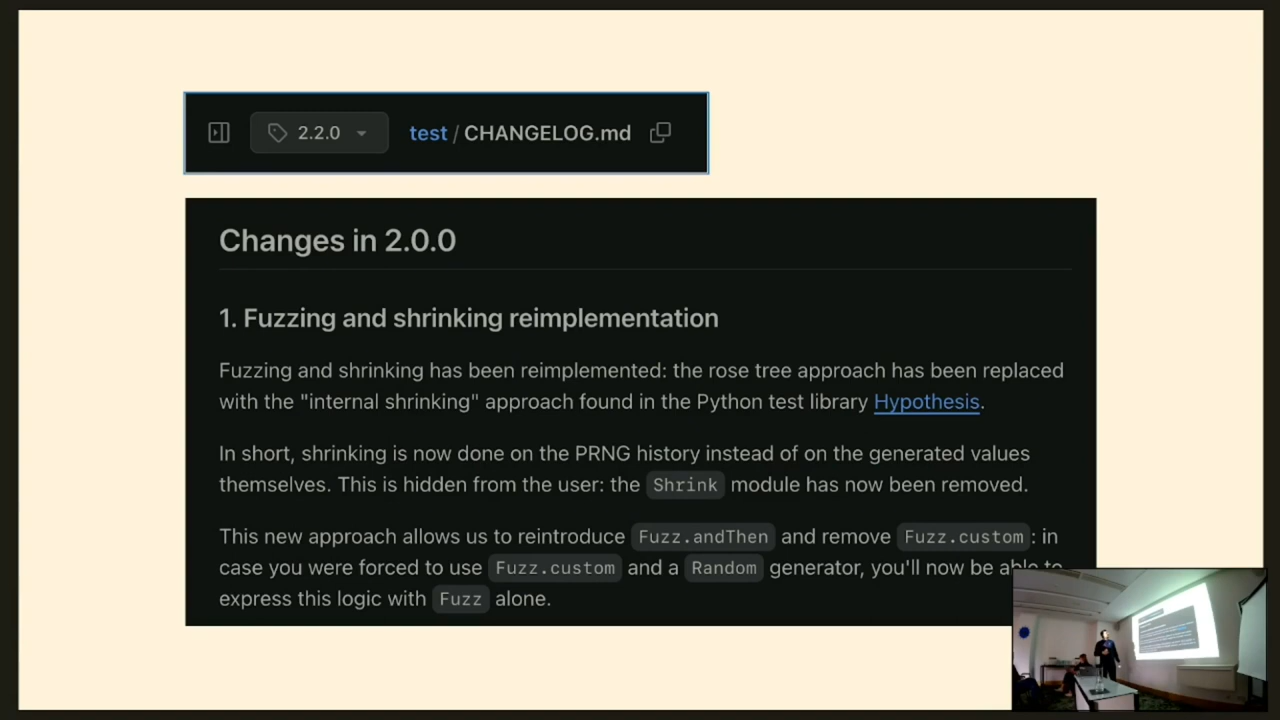 2.2.0 test / CHANGELOG.md
Changes in 2.0.0
1. Fuzzing and shrinking reimplementation
Fuzzing and shrinking has been reimplemented: the rose tree approach has been replaced
with the "internal shrinking" approach found in the Python test library Hypothesis.
In short, shrinking is now done on the PRNG history instead of on the generated values
themselves. This is hidden from the user: the Shrink module has now been removed.
This new approach allows us to reintroduce Fuzz.andThen and remove Fuzz.custom: in
case you were forced to use Fuzz.custom and a Random generator, you'll now be able to
express this logic with Fuzz alone.